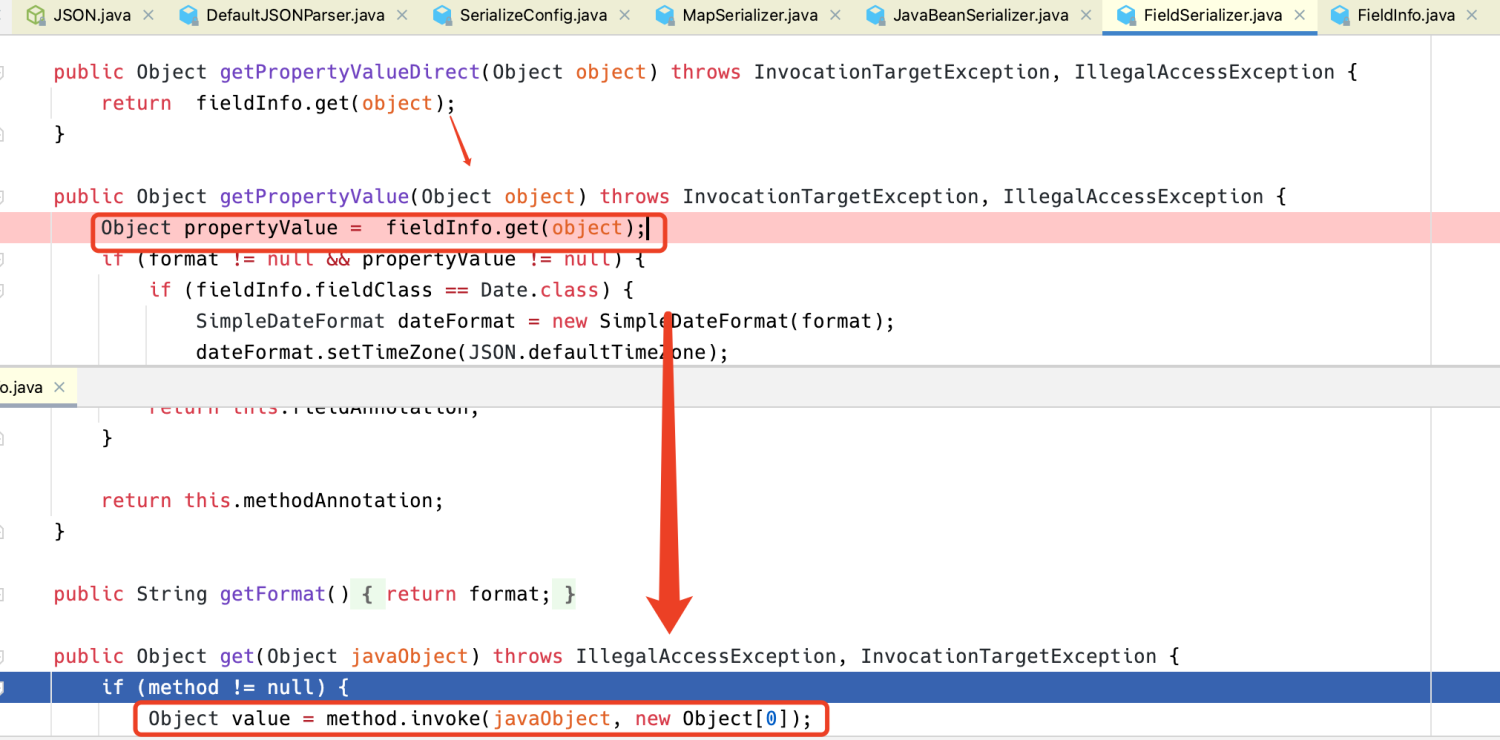 JSON.java DefaultJSONParser.java SerializeConfig.java MapSerializer.java JavaBeanSerializer.java FieldSerializer.java FieldInfo.java
public Object getPropertyValueDirect(Object object) throws InvocationTargetException, IllegalAccessException {
return fieldInfo.get(object);
}
public Object getPropertyValue(Object object) throws InvocationTargetException, IllegalAccessException {
Object propertyValue = fieldInfo.get(object);
if (format != null && propertyValue != null) {
if (fieldInfo.fieldClass == Date.class) {
SimpleDateFormat dateFormat = new SimpleDateFormat(format);
dateFormat.setTimeZone(JSON.defaultTimeZone);
o.java
return this.fieldAnnotation;
}
return this.methodAnnotation;
}
public String getFormat() { return format; }
public Object get(Object javaObject) throws IllegalAccessException, InvocationTargetException {
if (method != null) {
Object value = method.invoke(javaObject, new Object[0]);